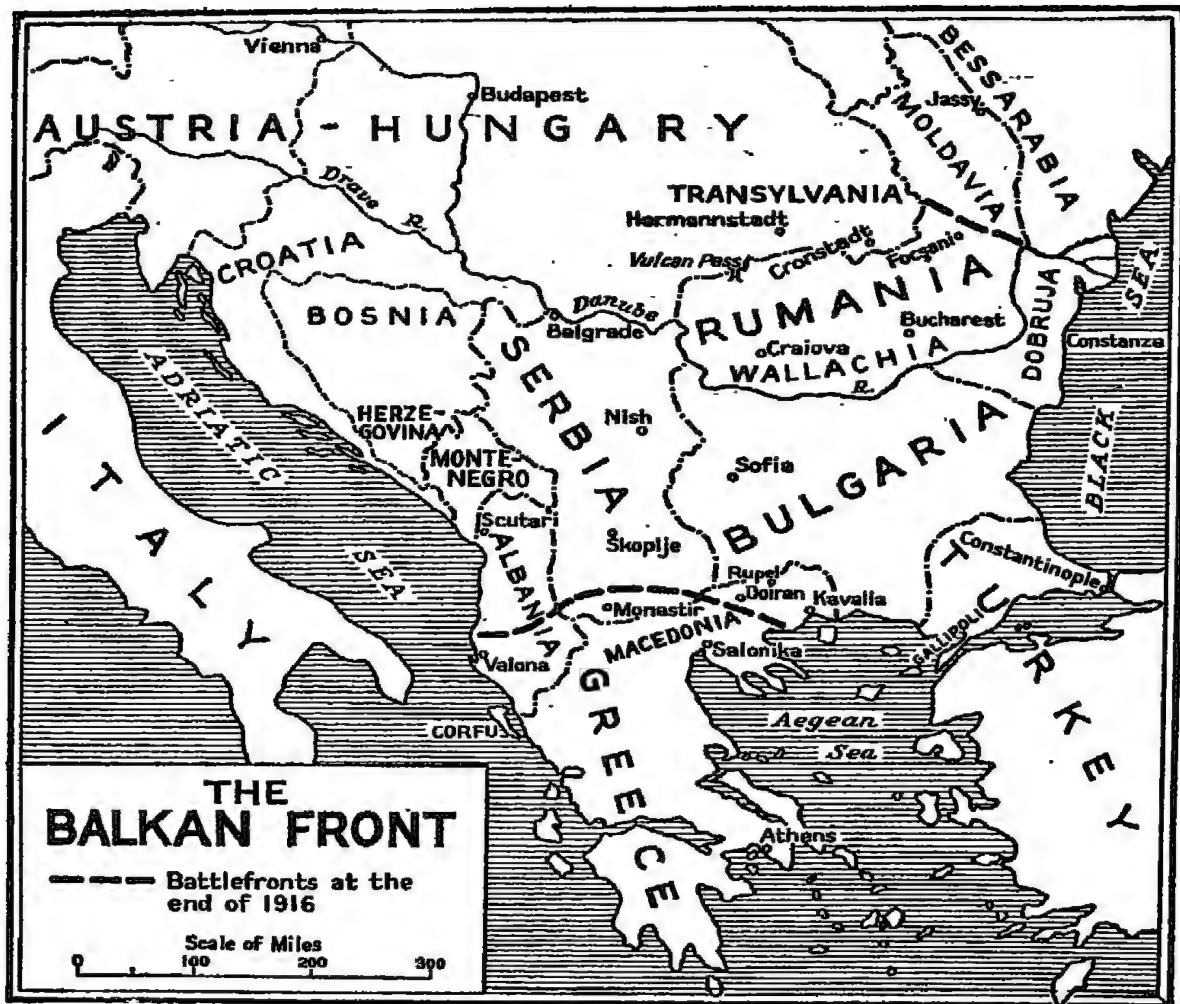 Vienna
Budapest
AUSTRIA - HUNGARY
BESSARABIA
Jassy
MOLDAVIA
Drave R.
TRANSYLVANIA
Hermannstadt
CROATIA
Vulcan Pass
Cronstadt
Focsani
BOSNIA
Danube
R.
Belgrade
RUMANIA
Bucharest
Craiova
WALLACHIA
DOBRUJA
Constanza
BLACK SEA
SERBIA
ADRIATIC SEA
HERZE-
GOVINA
Nish
MONTE-
NEGRO
Sofia
BULGARIA
ITALY
Scutari
ALBANIA
Skoplje
Constantinople
Rupel
Doiran
Kavalla
Monastir
MACEDONIA
Salonika
GALLIPOLI
TURKEY
Valona
GREECE
CORFU
Aegean
Sea
Athens
THE
BALKAN FRONT
Battlefronts at the
end of 1916
Scale of Miles
0 100 200 300